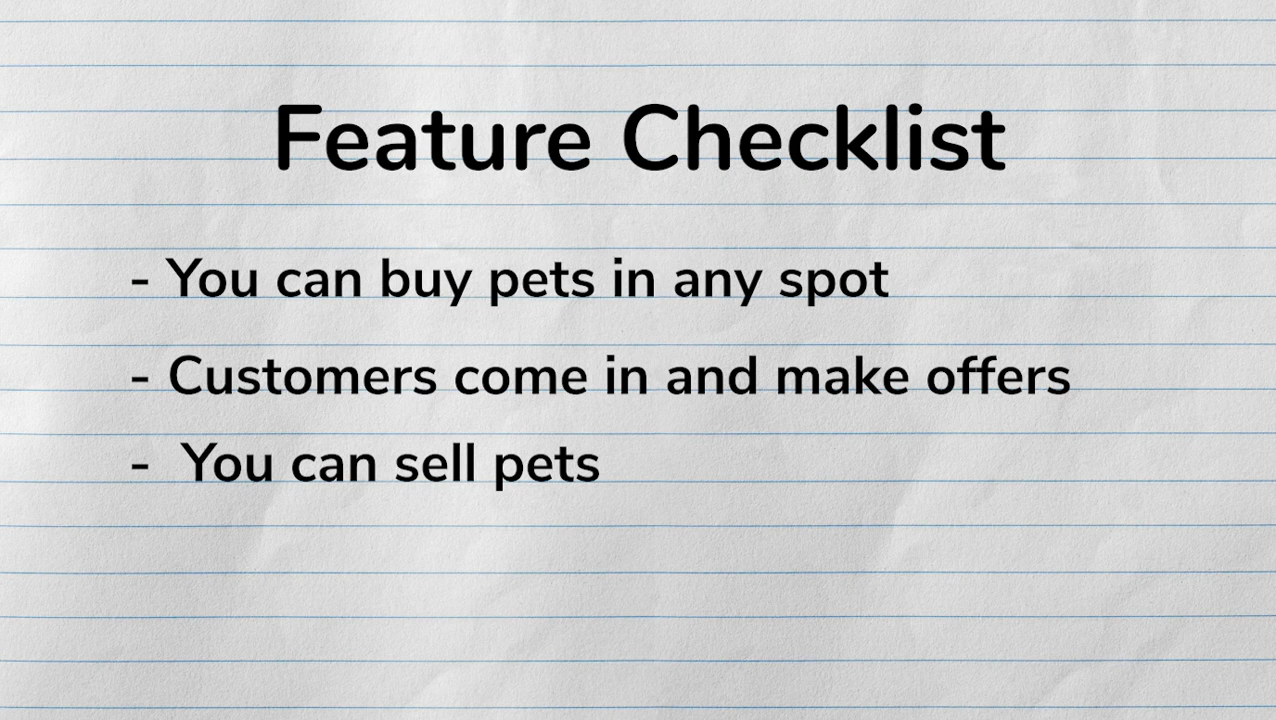 Feature Checklist
- You can buy pets in any spot
- Customers come in and make offers
- You can sell pets